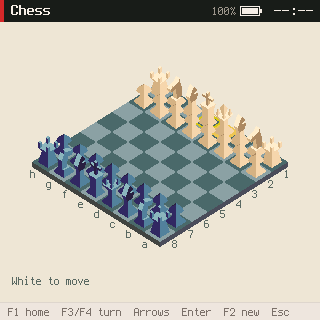 Chess 100% --:--
h g f e d c b a
8 7 6 5 4 3 2 1
White to move
F1 home F3/F4 turn Arrows Enter F2 new Esc